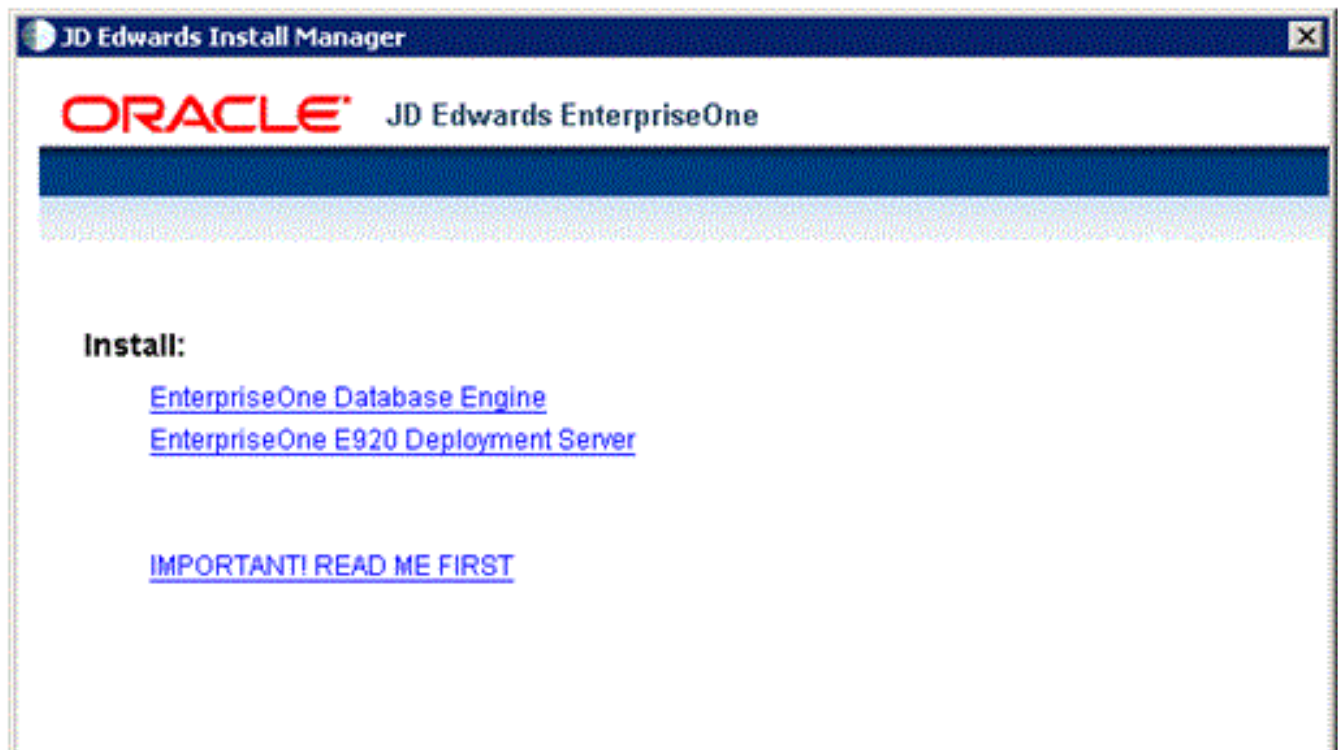 JD Edwards Install Manager
ORACLE JD Edwards EnterpriseOne
Install:
EnterpriseOne Database Engine
EnterpriseOne E920 Deployment Server
IMPORTANT! READ ME FIRST